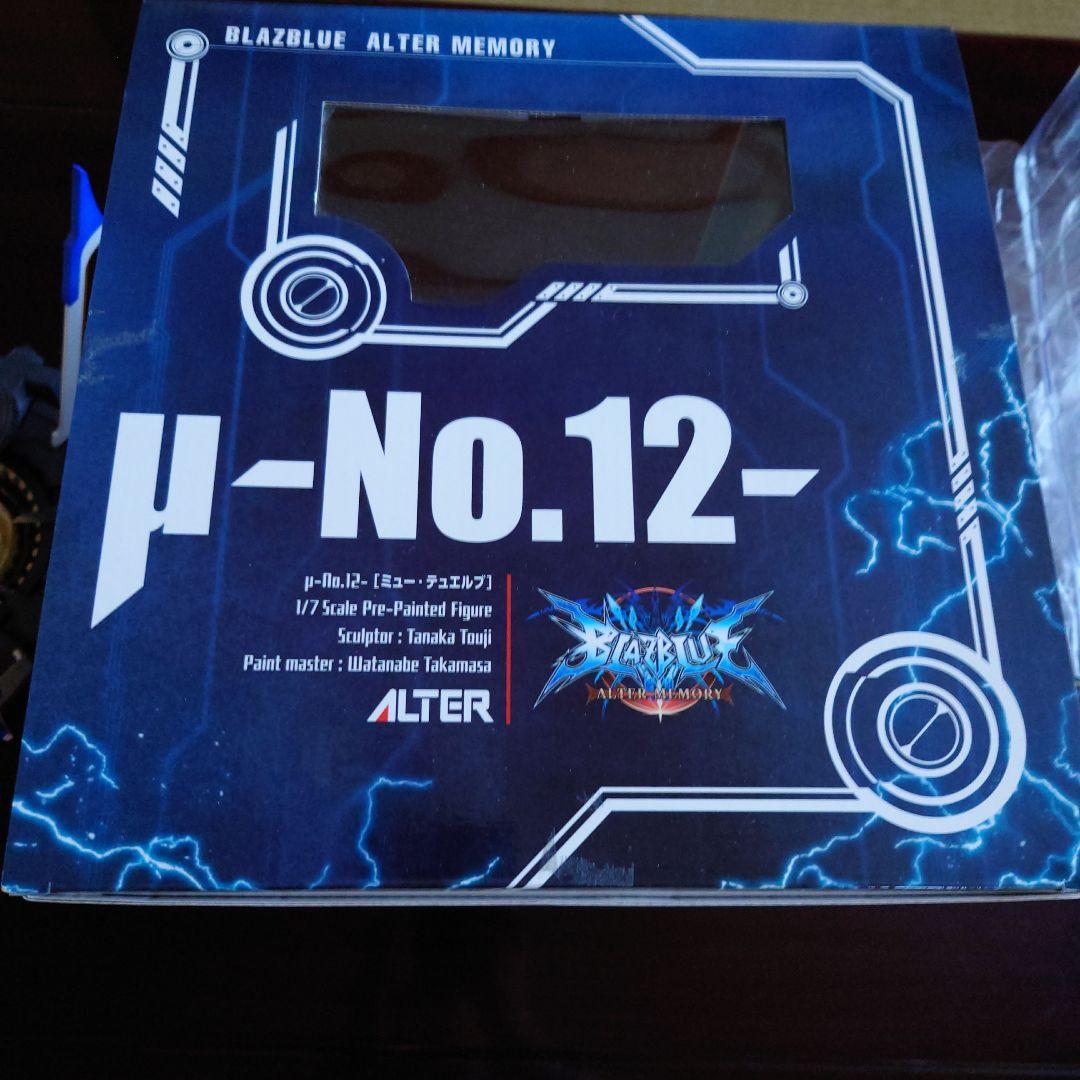 BLAZBLUE ALTER MEMORY
μ-No.12-
μ-No.12- [ミュー・テュエルブ]
1/7 Scale Pre-Painted Figure
Sculptor : Tanaka Touji
Paint master : Watanabe Takamasa
ALTER
BLAZBLUE
ALTER MEMORY